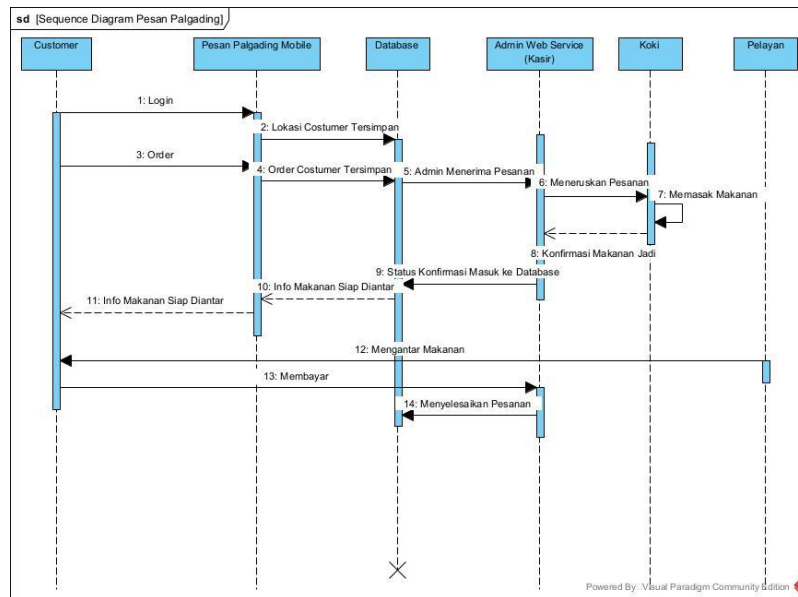 sd [Sequence Diagram Pesan Palgading]
Customer
Pesan Palgading Mobile
Database
Admin Web Service
(Kasir)
Koki
Pelayan
1: Login
2: Lokasi Costumer Tersimpan
3: Order
4: Order Costumer Tersimpan
5: Admin Menerima Pesanan
6: Meneruskan Pesanan
7: Memasak Makanan
8: Konfirmasi Makanan Jadi
9: Status Konfirmasi Masuk ke Database
10: Info Makanan Siap Diantar
11: Info Makanan Siap Diantar
12: Mengantar Makanan
13: Membayar
14: Menyelesaikan Pesanan
Powered By: Visual Paradigm Community Edition